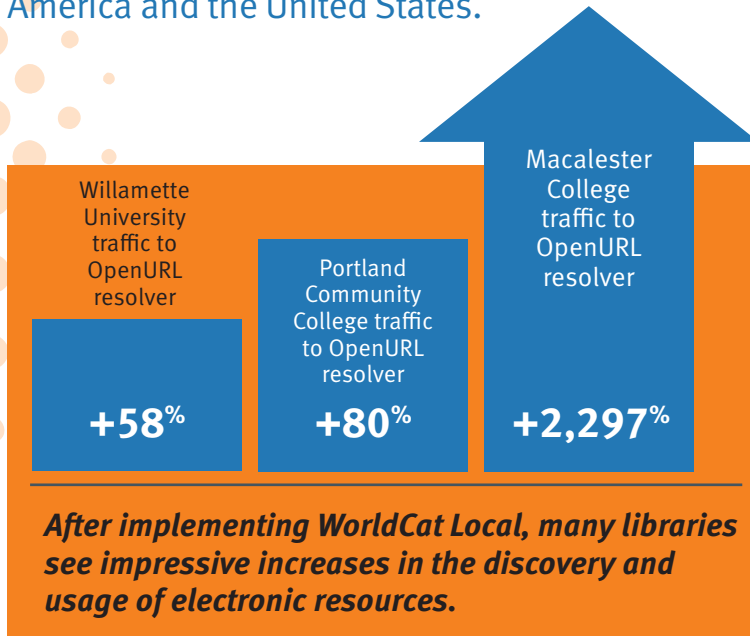 America and the United States.
Willamette
University
traffic to
OpenURL
resolver
+58%
Portland
Community
College traffic
to OpenURL
resolver
+80%
Macalester
College
traffic to
OpenURL
resolver
+2,297%
After implementing WorldCat Local, many libraries
see impressive increases in the discovery and
usage of electronic resources.